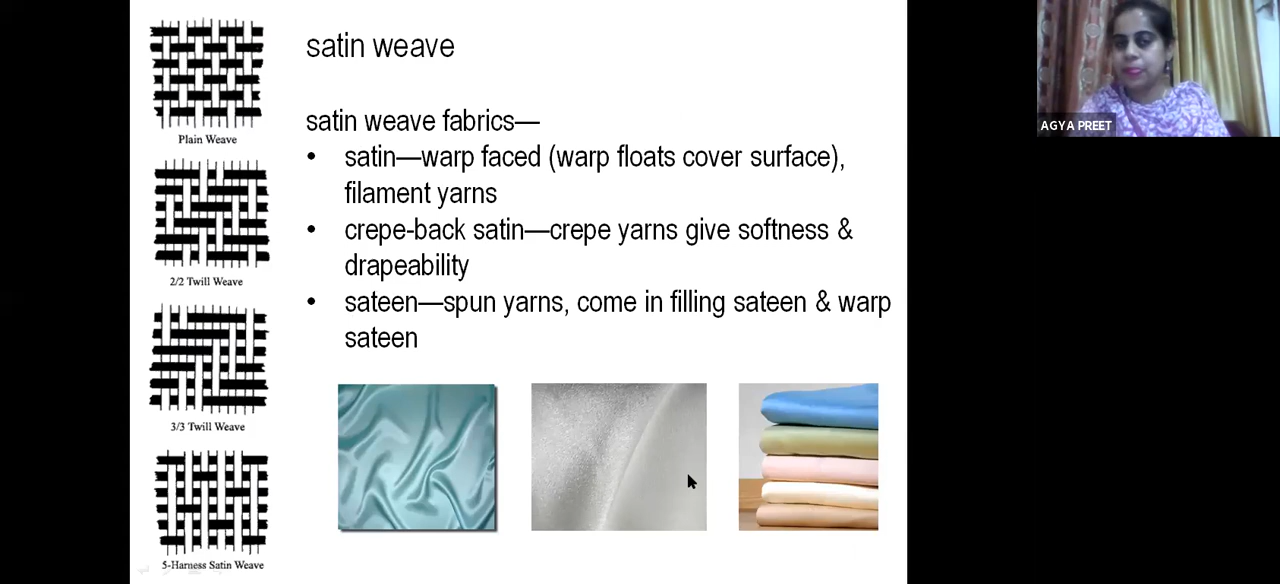 satin weave
satin weave fabrics—
• satin—warp faced (warp floats cover surface),
filament yarns
• crepe-back satin—crepe yarns give softness &
drapeability
• sateen—spun yarns, come in filling sateen & warp
sateen
Plain Weave
2/2 Twill Weave
3/3 Twill Weave
5-Harness Satin Weave
AGYA PREET